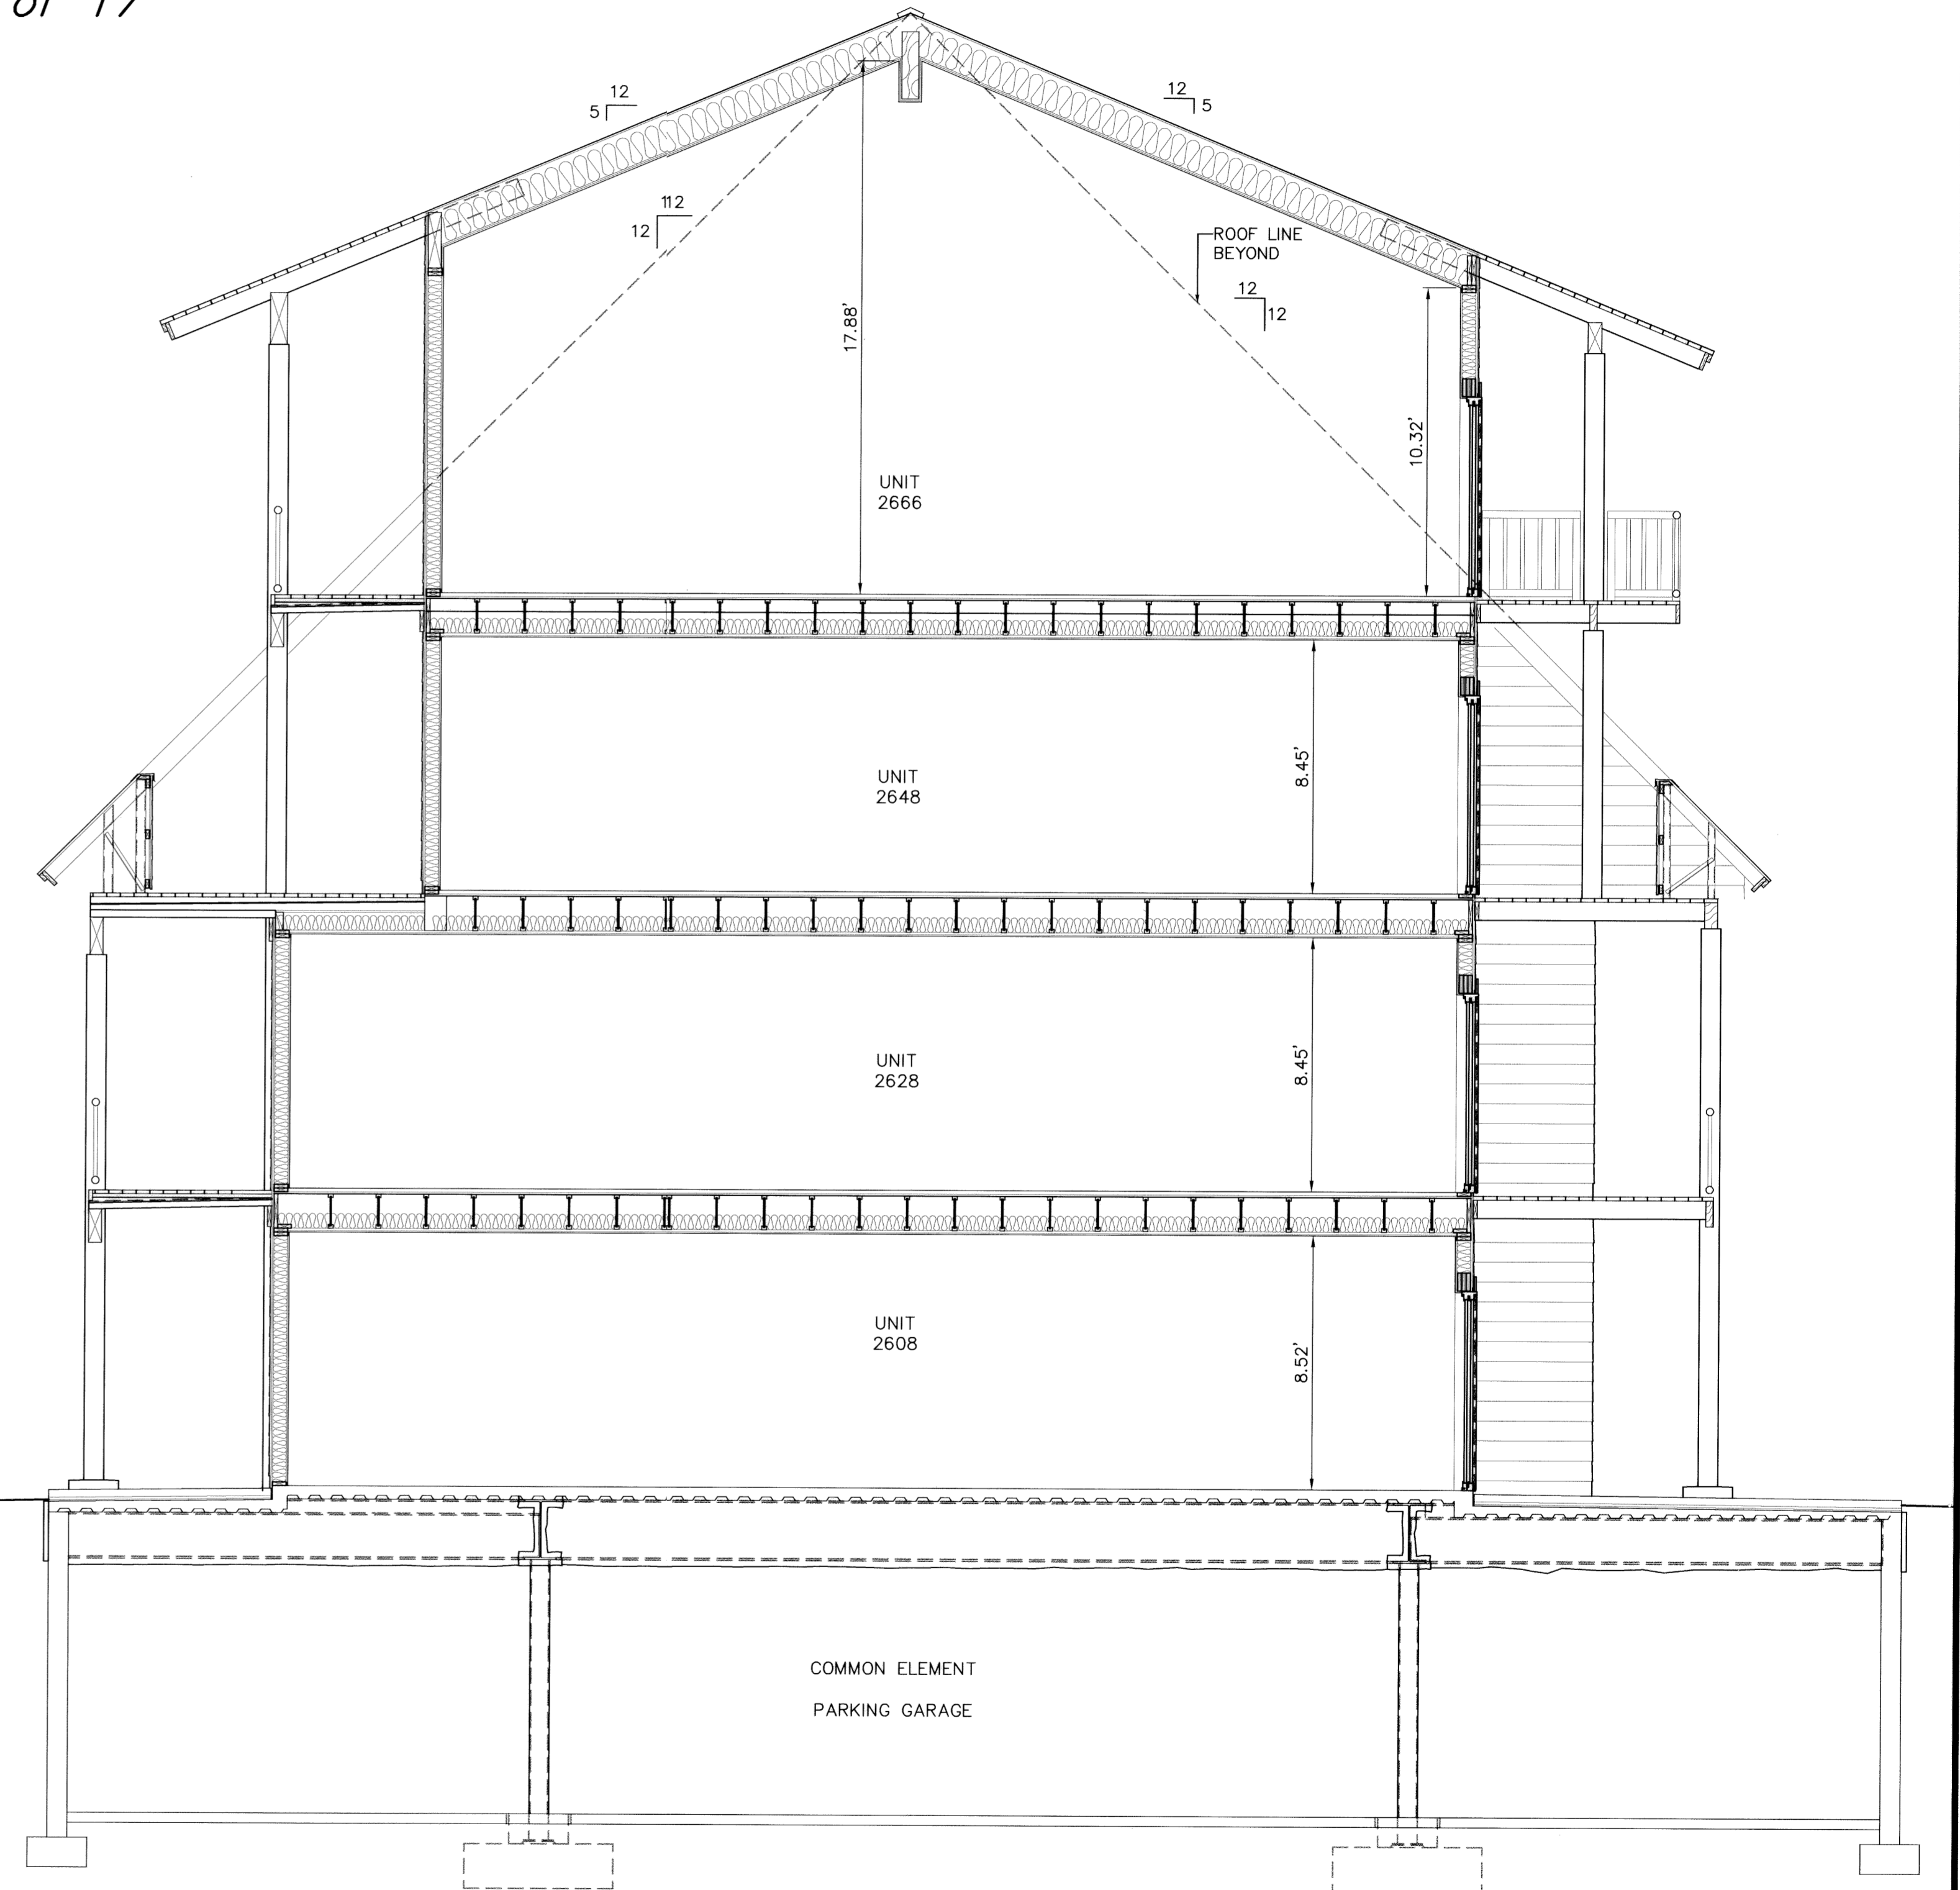 of 17
12
5
12
5
112
12
ROOF LINE
BEYOND
12
12
17.88'
10.32'
UNIT
2666
UNIT
2648
8.45'
UNIT
2628
8.45'
UNIT
2608
8.52'
COMMON ELEMENT
PARKING GARAGE